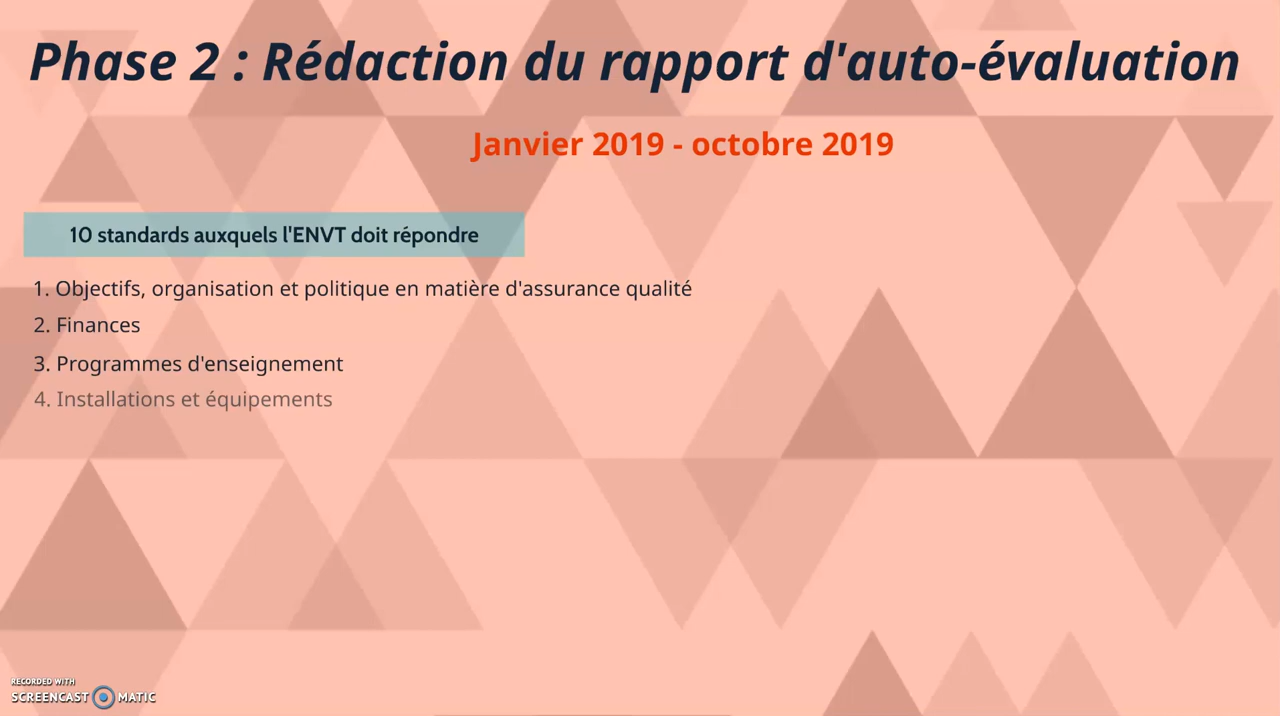 Phase 2 : Rédaction du rapport d'auto-évaluation
Janvier 2019 - octobre 2019
10 standards auxquels l'ENVT doit répondre
1. Objectifs, organisation et politique en matière d'assurance qualité
2. Finances
3. Programmes d'enseignement
4. Installations et équipements
RECORDED WITH
SCREENCAST MATIC